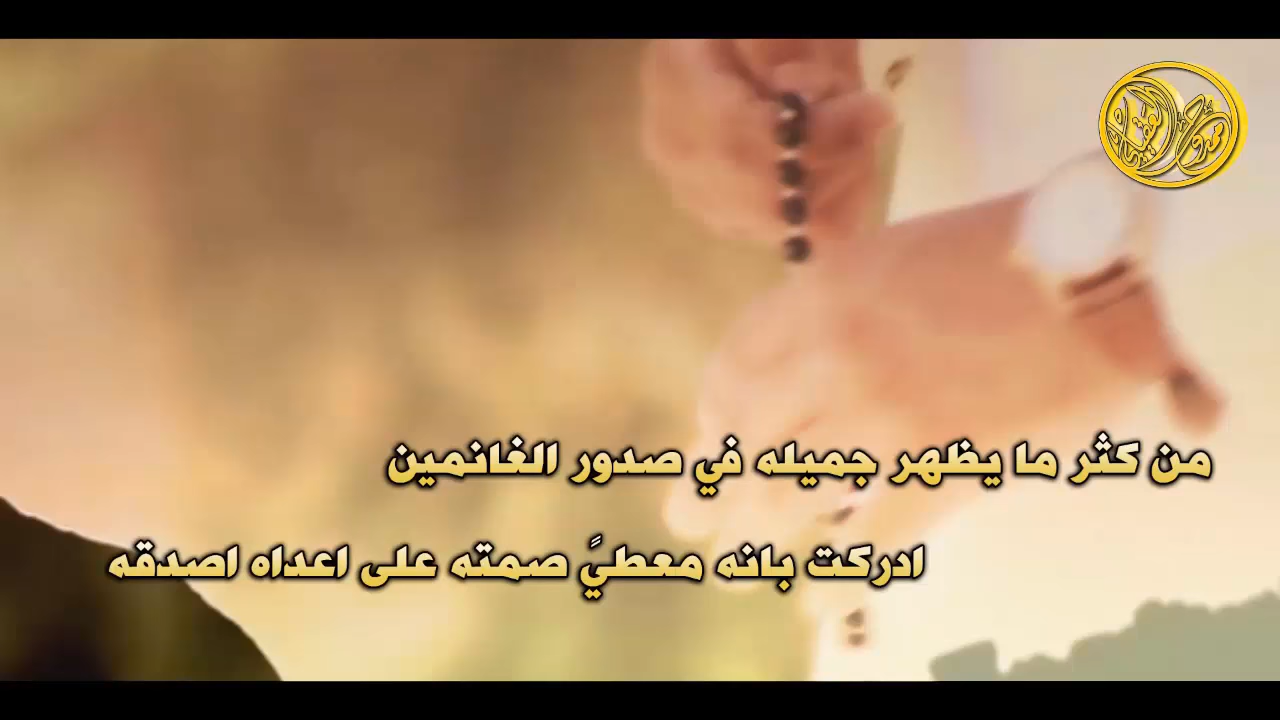 من كثر ما يظهر جميله في صدور الغانمين
ادركت بانه معطيً صمته على اعداه اصدقه